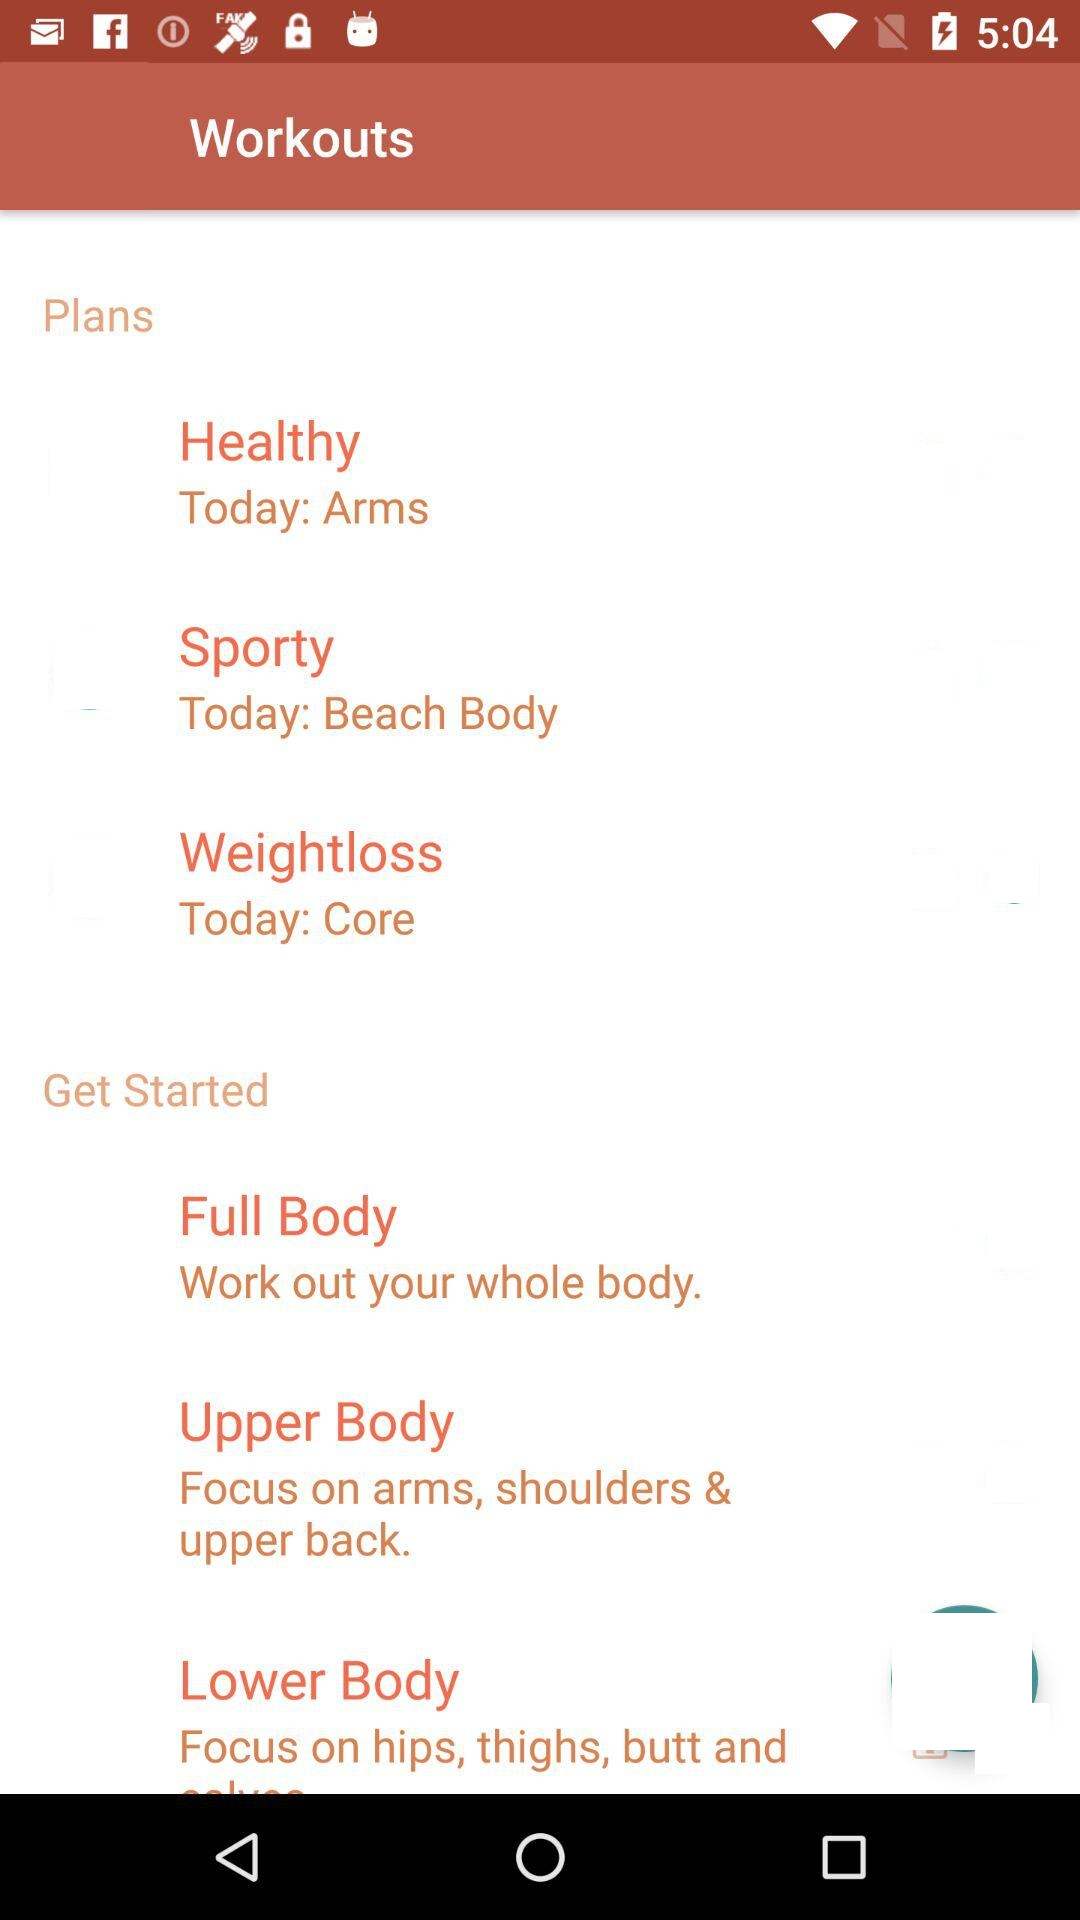 FAKE
5:04
Workouts
Plans
Healthy
Today: Arms
Sporty
Today: Beach Body
Weightloss
Today: Core
Get Started
Full Body
Work out your whole body.
Upper Body
Focus on arms, shoulders &
upper back.
Lower Body
Focus on hips, thighs, butt and